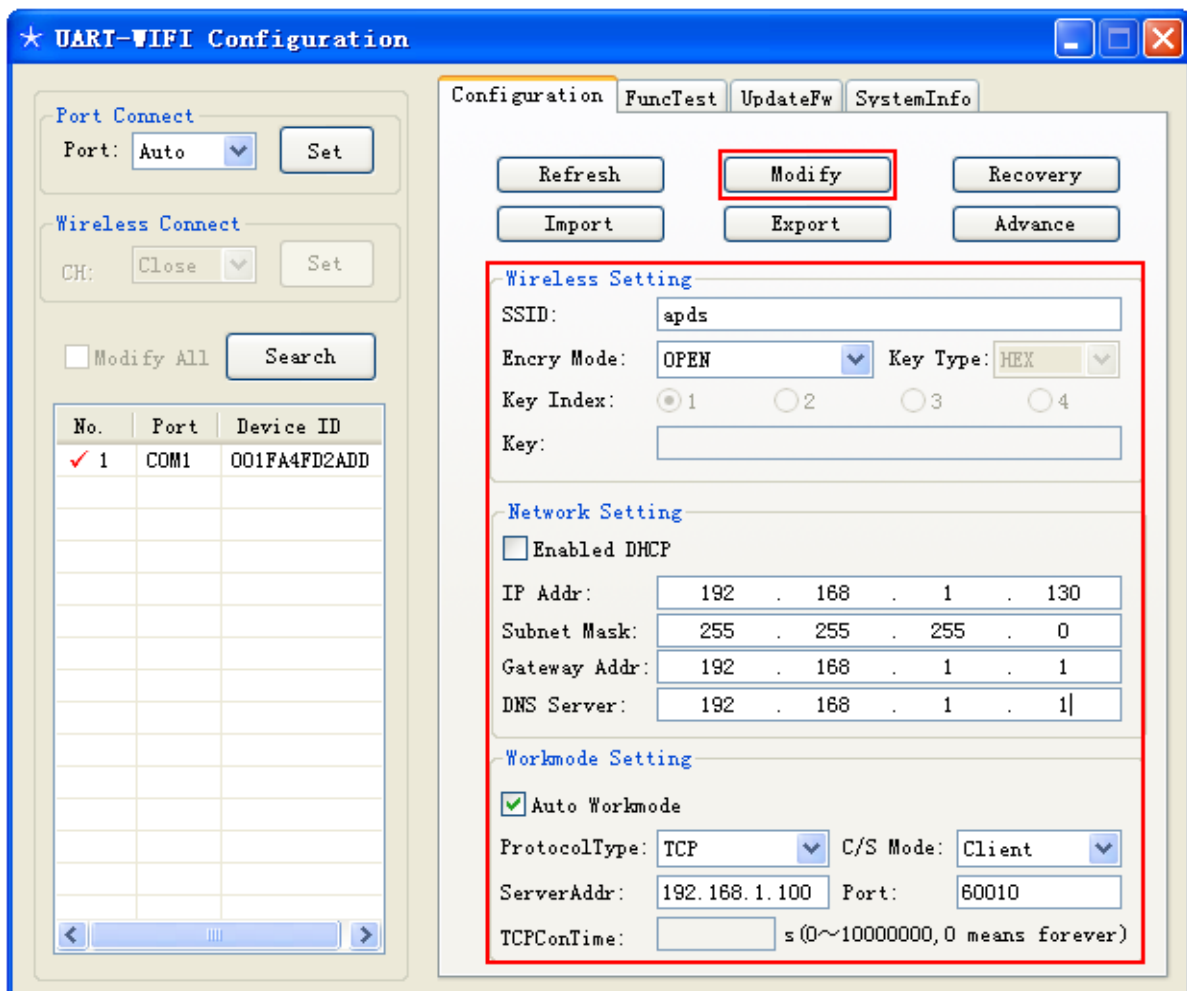 UART-WIFI Configuration
Port Connect
Port: Auto Set
Wireless Connect
CH: Close Set
Modify All Search
No. Port Device ID
1 COM1 001FA4FD2ADD
Configuration FuncTest UpdateFw SystemInfo
Refresh Modify Recovery
Import Export Advance
Wireless Setting
SSID: apds
Encry Mode: OPEN Key Type: HEX
Key Index: 1 2 3 4
Key:
Network Setting
Enabled DHCP
IP Addr: 192 . 168 . 1 . 130
Subnet Mask: 255 . 255 . 255 . 0
Gateway Addr: 192 . 168 . 1 . 1
DNS Server: 192 . 168 . 1 . 1
Workmode Setting
Auto Workmode
ProtocolType: TCP C/S Mode: Client
ServerAddr: 192.168.1.100 Port: 60010
TCPConTime: s(0~10000000,0 means forever)